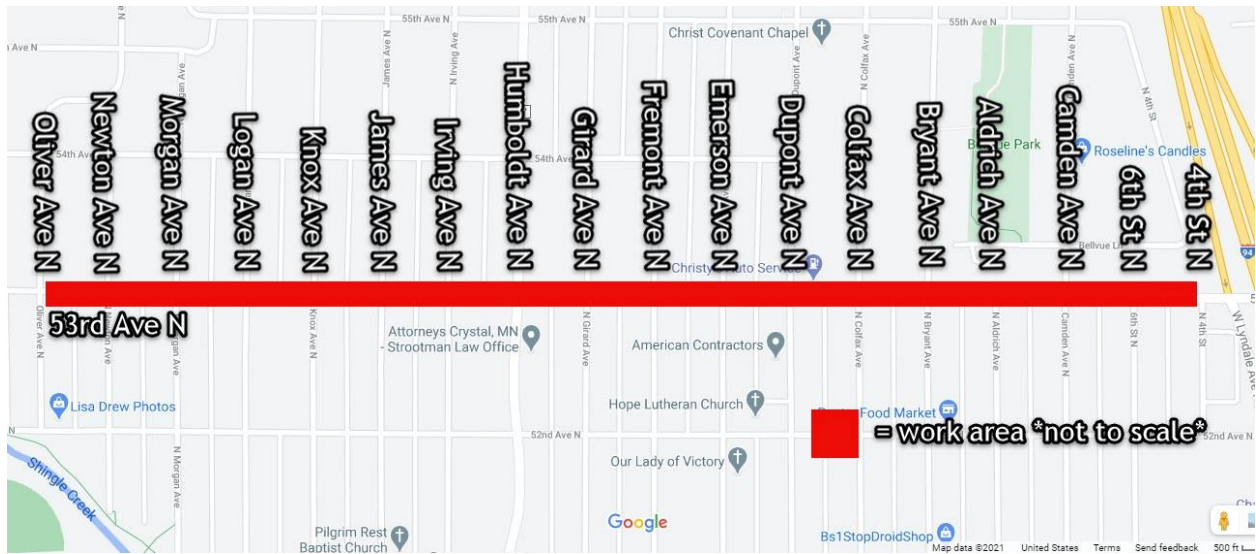 55th Ave N
55th Ave N
55th Ave N
Christ Covenant Chapel
Ave N
James Ave N
N Irving Ave
Dupont Ave
N Colfax Ave
N 4th St
Oliver Ave N
Newton Ave N
Morgan Ave N
Logan Ave N
Knox Ave N
James Ave N
Irving Ave N
Humboldt Ave N
Girard Ave N
Fremont Ave N
Emerson Ave N
Dupont Ave N
Colfax Ave N
Bryant Ave N
Aldrich Ave N
Camden Ave N
6th St N
4th St N
54th Ave N
54th Ave N
Park
Roseline's Candles
Bellvue
94
Christy's Auto Service
53rd Ave N
Oliver Ave N
Morgan Ave
Knox Ave N
N Girard Ave
N Colfax Ave
N Bryant Ave
N Aldrich Ave
Camden Ave N
6th St N
N 4th St
W Lyndale Ave
Attorneys Crystal, MN
- Strootman Law Office
American Contractors
Lisa Drew Photos
Hope Lutheran Church
Food Market
= work area *not to scale*
52nd Ave N
52nd Ave N
Our Lady of Victory
N Morgan Ave
Shingle Creek
Pilgrim Rest
Baptist Church
Google
Bs1StopDroidShop
Map data ©2021 United States Terms Send feedback 500 ft